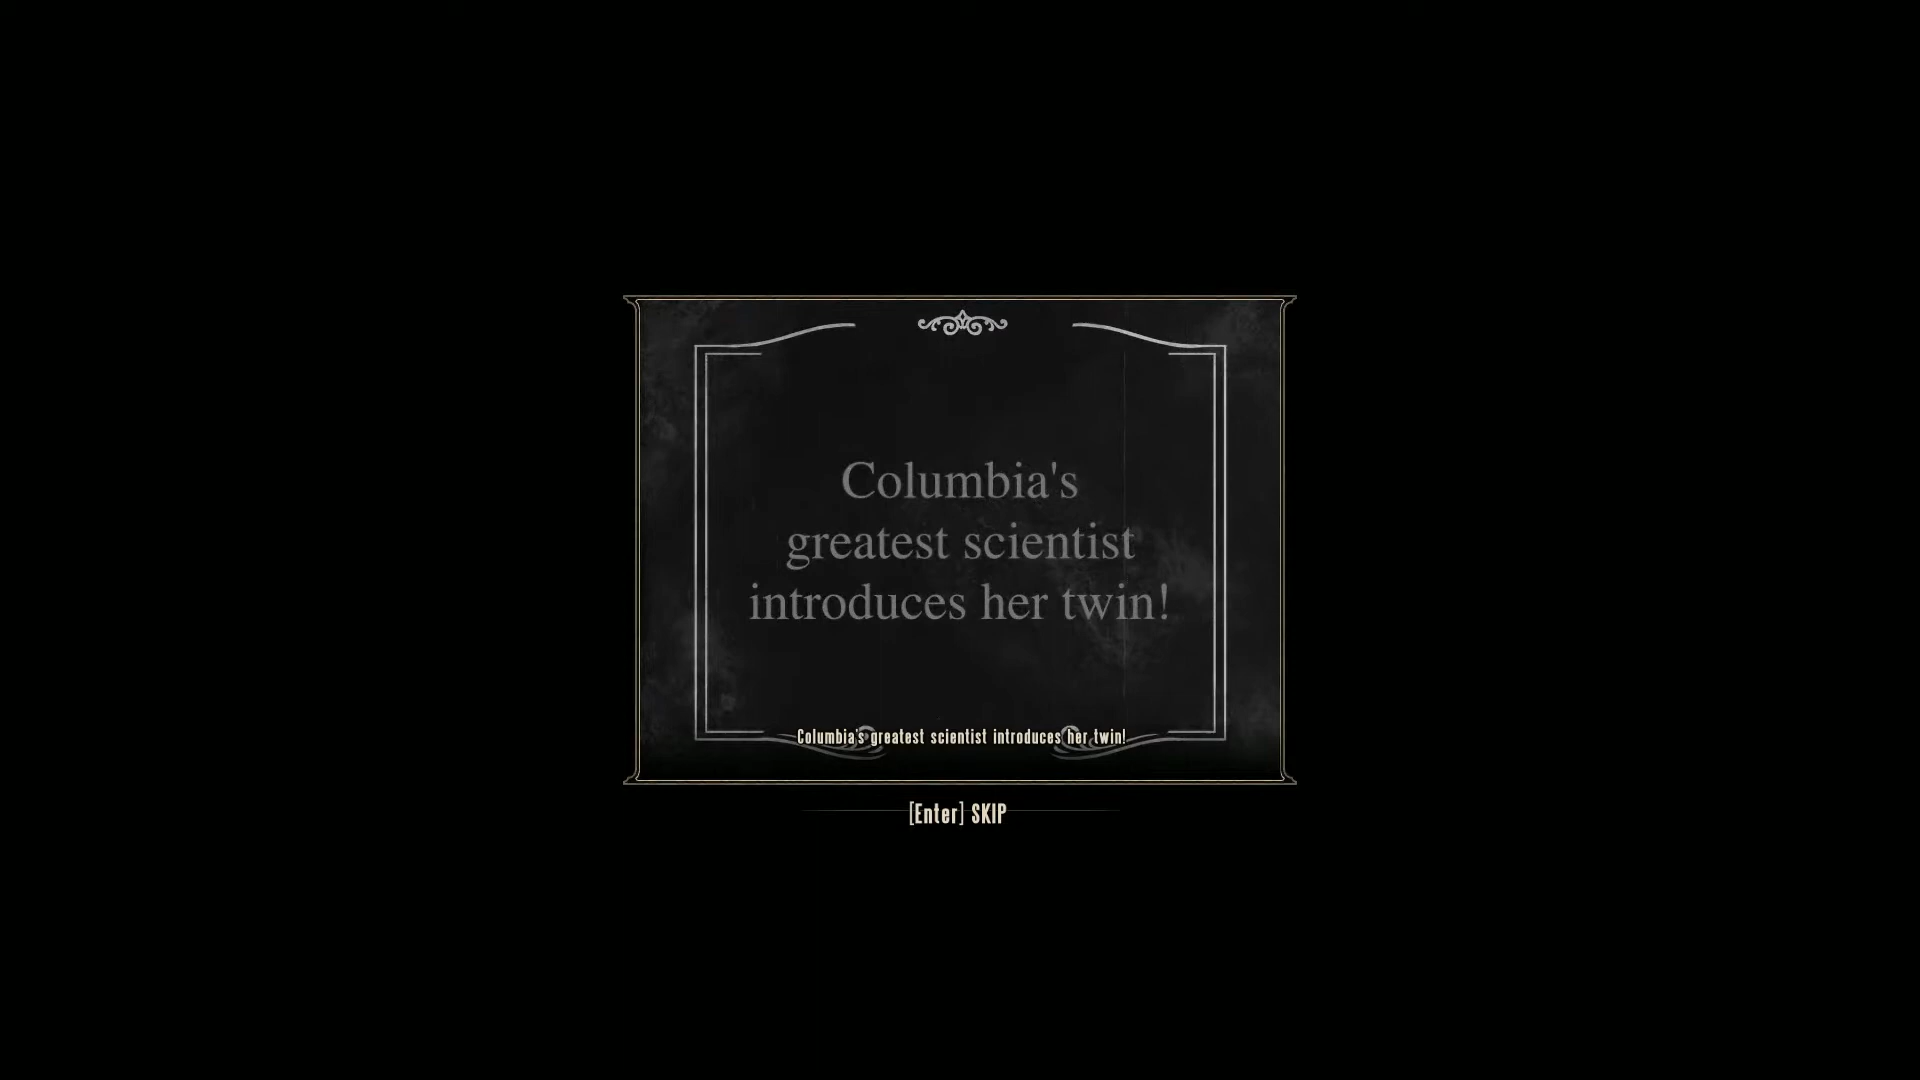 Columbia's
greatest scientist
introduces her twin!
Columbia's greatest scientist introduces her twin!
[Enter] SKIP